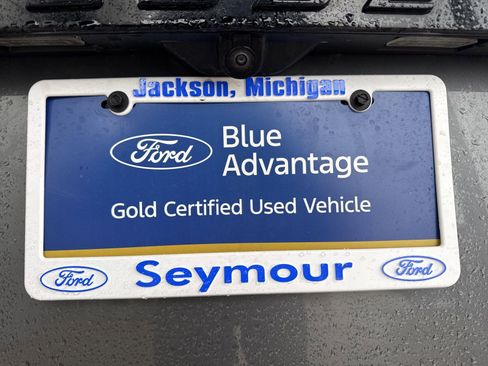 Jackson, Michigan
Ford
Blue
Advantage
Gold Certified Used Vehicle
Ford
Seymour
Ford